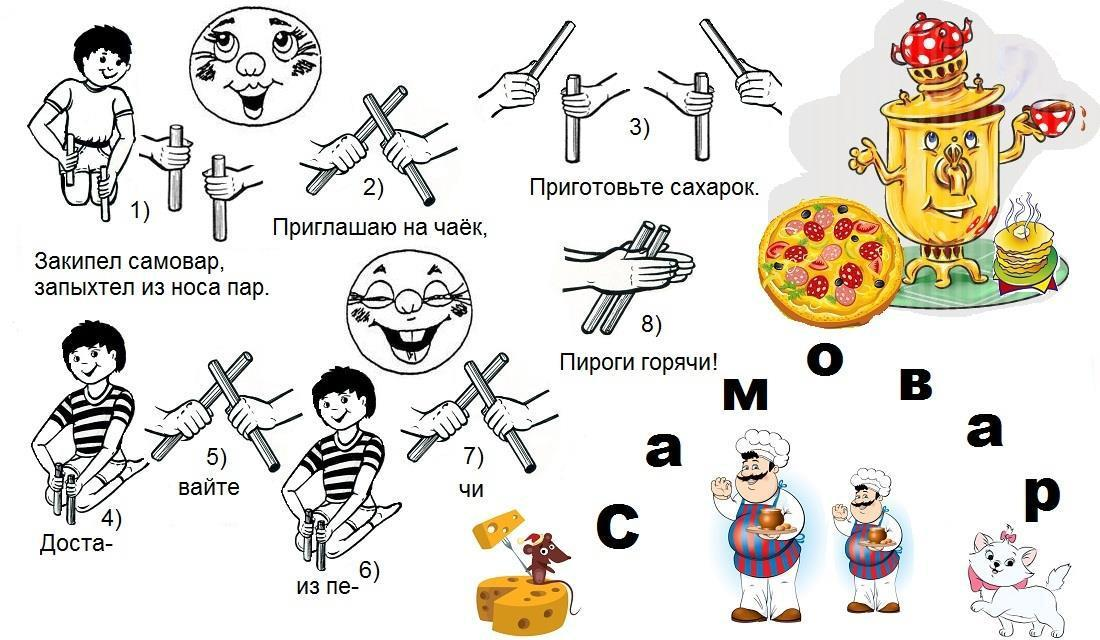 1)
Закипел самовар,
запыхтел из носа пар.
2)
Приглашаю на чаёк,
3)
Приготовьте сахарок.
4)
Доста-
5)
вайте
6)
из пе-
7)
чи
8)
Пироги горячи!
самовар